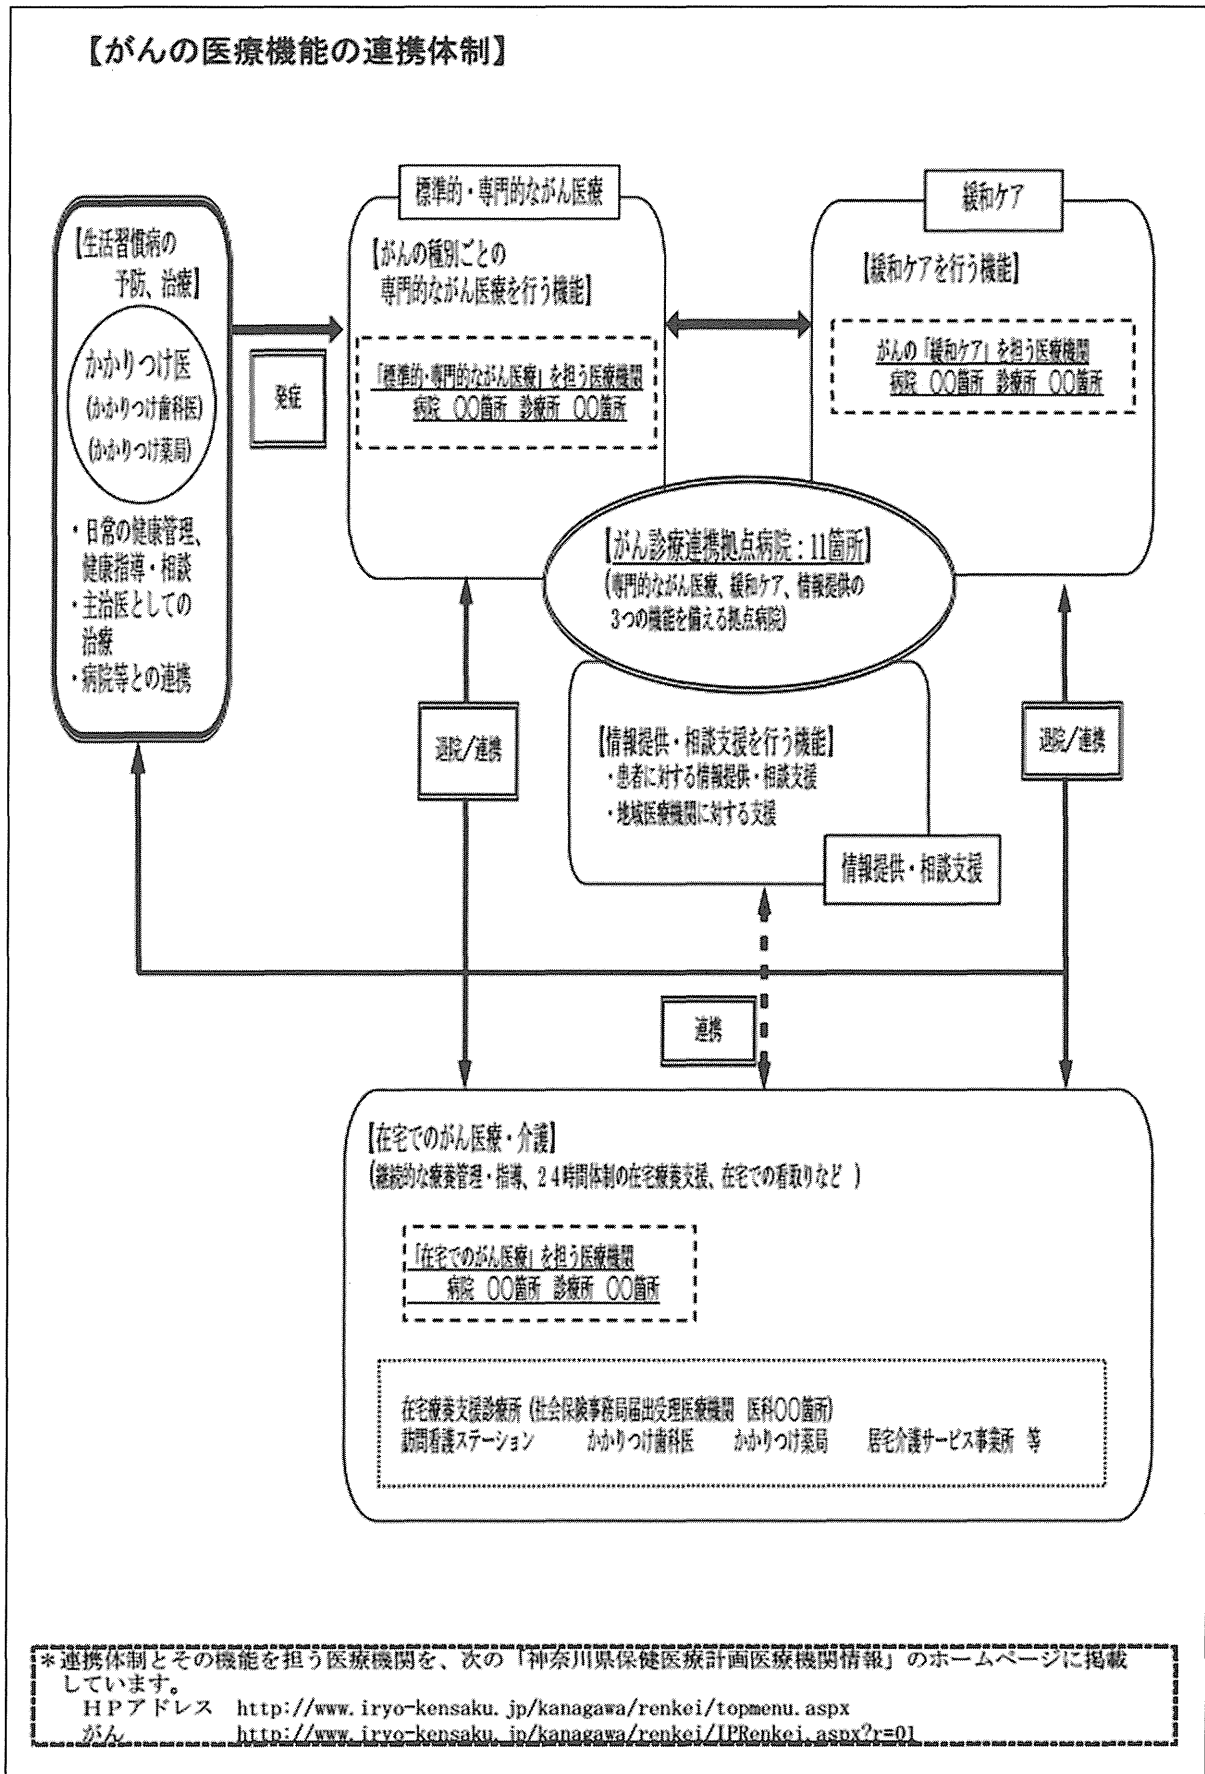 【がんの医療機能の連携体制】
標準的・専門的ながん医療
緩和ケア
【生活習慣病の
予防、治療】
かかりつけ医
(かかりつけ歯科医)
(かかりつけ薬局)
・日常の健康管理、
健康指導・相談
・主治医としての
治療
・病院等との連携
発症
【がんの種別ごとの
専門的ながん医療を行う機能】
「標準的・専門的ながん医療」を担う医療機関
病院 〇〇箇所 診療所 〇〇箇所
【緩和ケアを行う機能】
がんの「緩和ケア」を担う医療機関
病院 〇〇箇所 診療所 〇〇箇所
【がん診療連携拠点病院：11箇所】
(専門的ながん医療、緩和ケア、情報提供の
3つの機能を備える拠点病院)
退院/連携
【情報提供・相談支援を行う機能】
・患者に対する情報提供・相談支援
・地域医療機関に対する支援
情報提供・相談支援
退院/連携
連携
【在宅でのがん医療・介護】
(継続的な療養管理・指導、24時間体制の在宅療養支援、在宅での看取りなど )
「在宅でのがん医療」を担う医療機関
病院 〇〇箇所 診療所 〇〇箇所
在宅療養支援診療所 (社会保険事務局届出受理医療機関 医科〇〇箇所)
訪問看護ステーション かかりつけ歯科医 かかりつけ薬局 居宅介護サービス事業所 等
＊連携体制とその機能を担う医療機関を、次の「神奈川県保健医療計画医療機関情報」のホームページに掲載
しています。
HPアドレス http://www.iryo-kensaku.jp/kanagawa/renkei/topmenu.aspx
がん http://www.iryo-kensaku.jp/kanagawa/renkei/IPRenkei.aspx?r=01